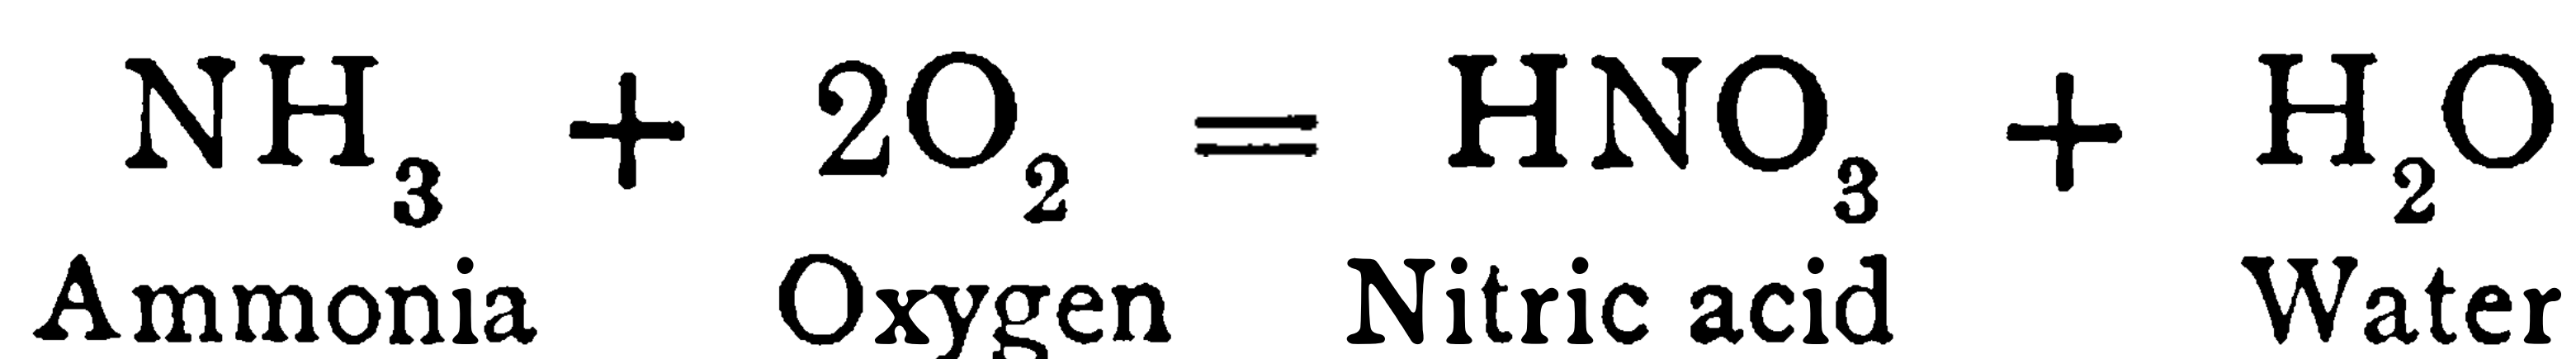 NH₃ + 2O₂ = HNO₃ + H₂O
Ammonia Oxygen Nitric acid Water